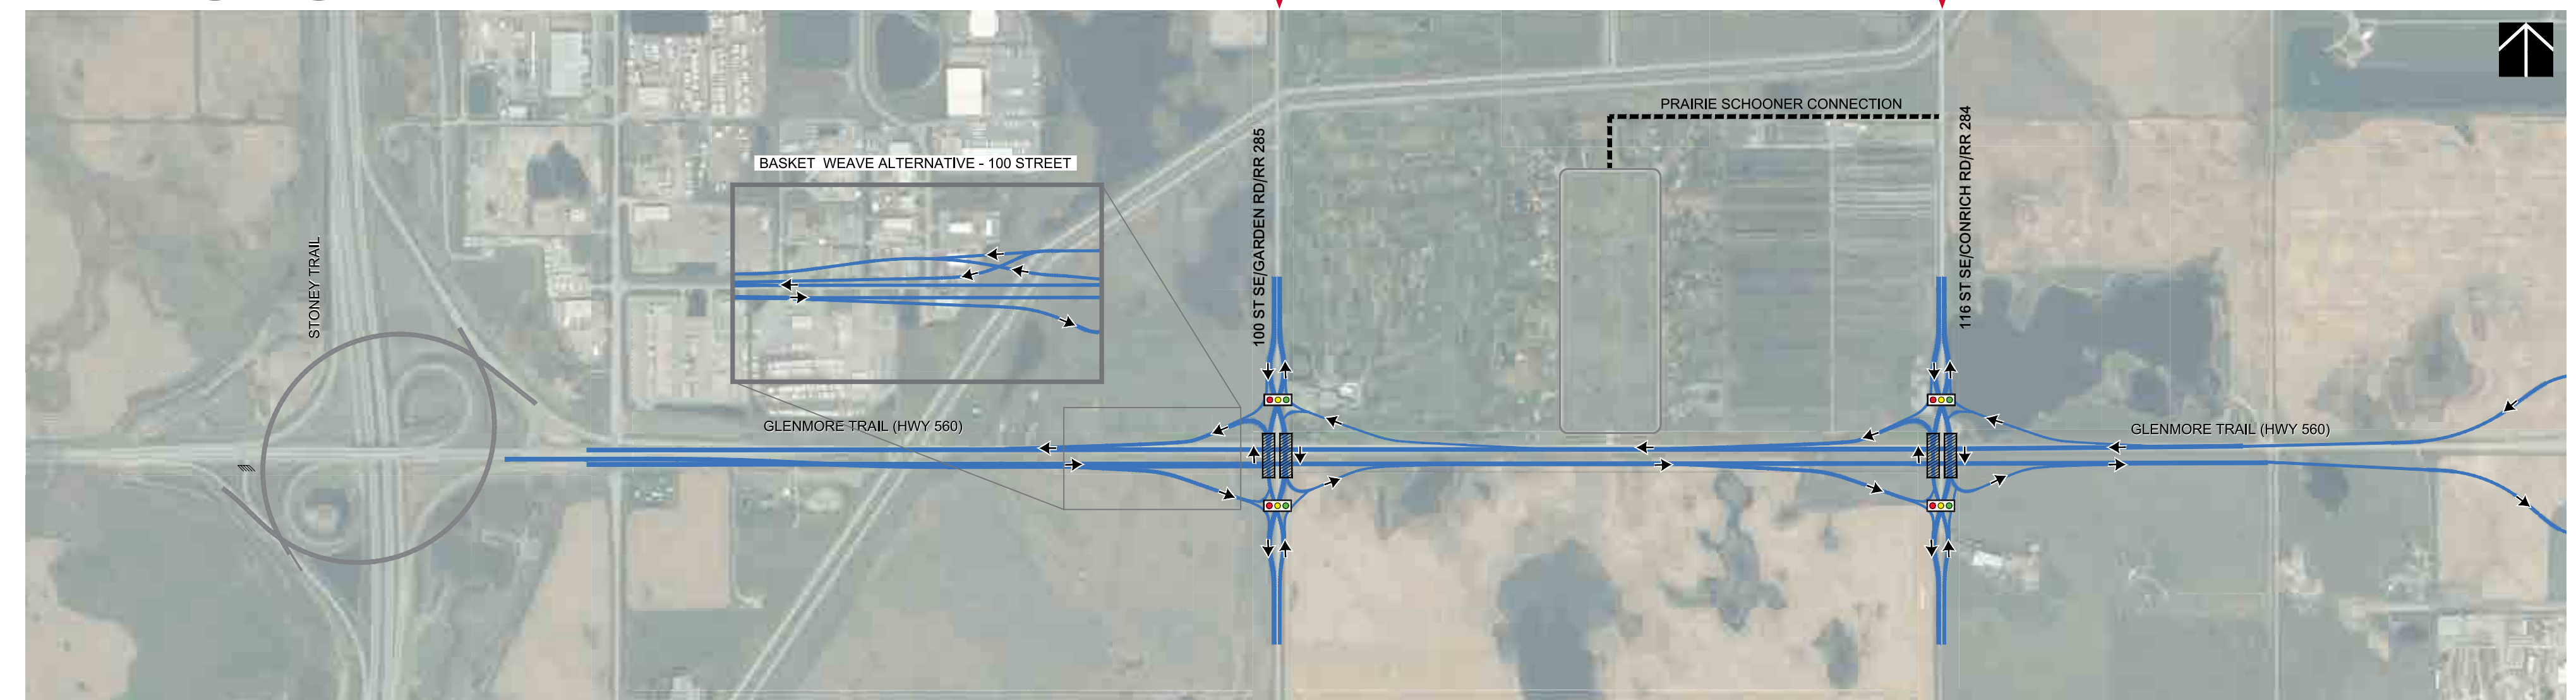 PRAIRIE SCHOONER CONNECTION
BASKET WEAVE ALTERNATIVE - 100 STREET
100 ST SE/GARDEN RD/RR 285
116 ST SE/CONRICH RD/RR 284
STONEY TRAIL
GLENMORE TRAIL (HWY 560)
GLENMORE TRAIL (HWY 560)